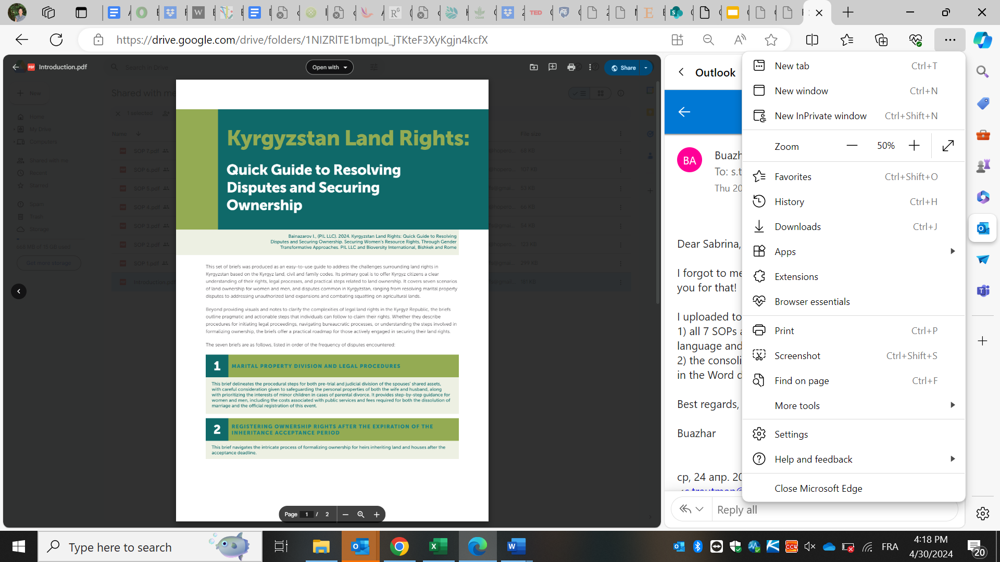 https://drive.google.com/drive/folders/1NIZRlTE1bmqpL_jTKteF3XyKgjn4kcfX
Introduction.pdf
Search in Drive
Open with
Share
New
Shared with me
1 selected
Home
My Drive
Computers
Shared with me
Recent
Starred
Spam
Trash
Storage
668 MB of 15 GB used
Get more storage
Name
File size
SOP 7.pdf
68 KB
SOP 6.pdf
107 KB
SOP 5.pdf
53 KB
SOP 4.pdf
66 KB
SOP 3.pdf
54 KB
SOP 2.pdf
123 KB
SOP 1.pdf
299 KB
Introduction.pdf
181 KB
Kyrgyzstan Land Rights:
Quick Guide to Resolving
Disputes and Securing
Ownership
Bainazarov I., (PIL LLC). 2024. Kyrgyzstan Land Rights: Quick Guide to Resolving
Disputes and Securing Ownership. Securing Women's Resource Rights, Through Gender
Transformative Approaches. PIL LLC and Bioversity International, Bishkek and Rome
This set of briefs was produced as an easy-to-use guide to address the challenges surrounding land rights in
Kyrgyzstan based on the Kyrgyz land, civil and family codes. Its primary goal is to offer Kyrgyz citizens a clear
understanding of their rights, legal processes, and practical steps related to land ownership. It covers seven scenarios
of land ownership for women and men, and disputes common in Kyrgyzstan, ranging from resolving marital property
disputes to addressing unauthorized land expansions and combating squatting on agricultural lands.
Beyond providing visuals and notes to clarify the complexities of legal land rights in the Kyrgyz Republic, the briefs
outline pragmatic and actionable steps that individuals can follow to claim their rights. Whether they describe
procedures for initiating legal proceedings, navigating bureaucratic processes, or understanding the steps involved in
formalizing ownership, the briefs offer a practical roadmap for those actively engaged in securing their land rights.
The seven briefs are as follows, listed in order of the frequency of disputes encountered:
1 MARITAL PROPERTY DIVISION AND LEGAL PROCEDURES
This brief delineates the procedural steps for both pre-trial and judicial division of the spouses' shared assets,
with careful consideration given to safeguarding the personal properties of both the wife and husband, along
with prioritizing the interests of minor children in cases of parental divorce. It provides step-by-step guidance for
women and men, including the costs associated with public services and fees required for both the dissolution of
marriage and the official registration of this event.
2 REGISTERING OWNERSHIP RIGHTS AFTER THE EXPIRATION OF THE
INHERITANCE ACCEPTANCE PERIOD
This brief navigates the intricate process of formalizing ownership for heirs inheriting land and houses after the
acceptance deadline.
Page 1 / 2
Outlook
BA
Buazh
To: s.t
Thu 20
Dear Sabrina,
I forgot to me
you for that!
I uploaded to
1) all 7 SOPs a
language and
2) the consoli
in the Word d
Best regards,
Buazhar
ср, 24 апр. 20
Reply all
New tab Ctrl+T
New window Ctrl+N
New InPrivate window Ctrl+Shift+N
Zoom 50%
Favorites Ctrl+Shift+O
History Ctrl+H
Downloads Ctrl+J
Apps
Extensions
Browser essentials
Print Ctrl+P
Screenshot Ctrl+Shift+S
Find on page Ctrl+F
More tools
Settings
Help and feedback
Close Microsoft Edge
Type here to search
FRA
4:18 PM
4/30/2024
20